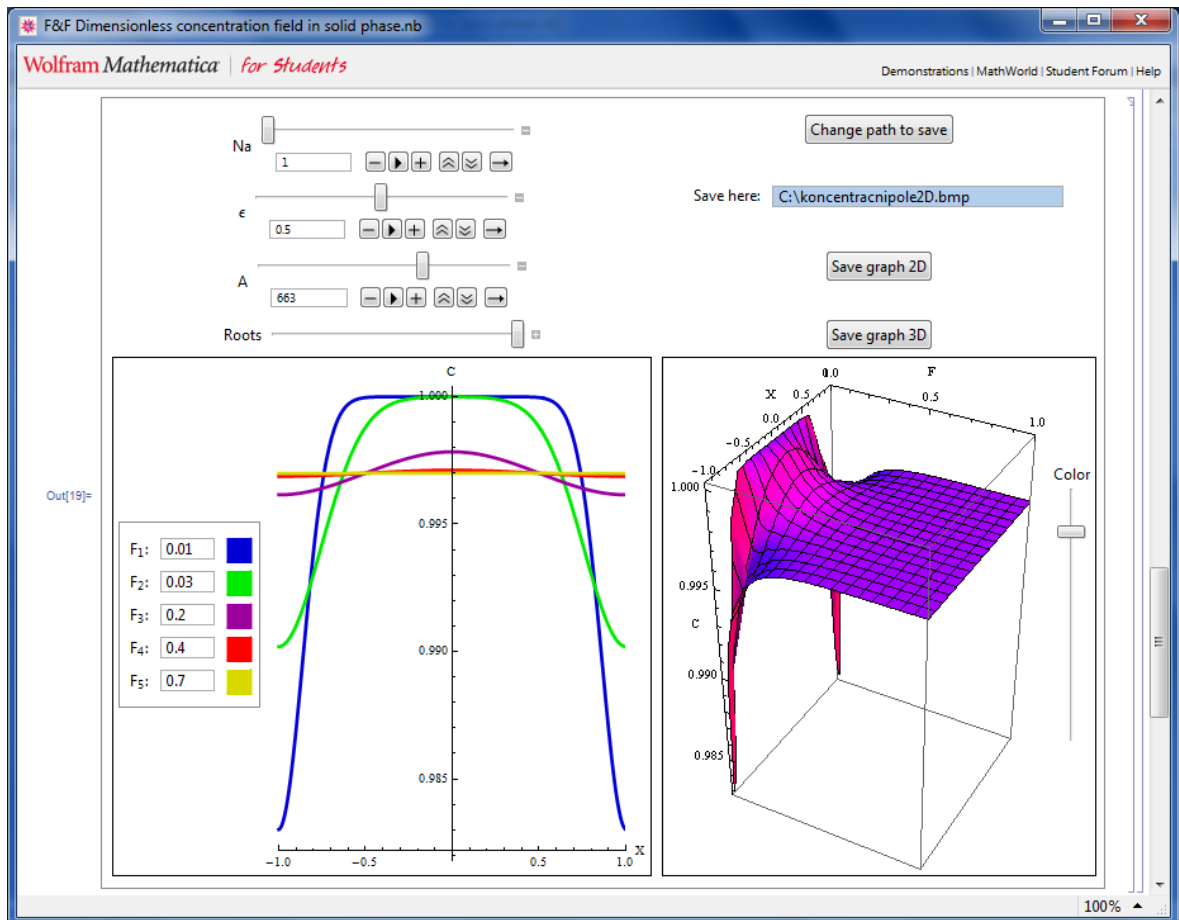 F&F Dimensionless concentration field in solid phase.nb
Wolfram Mathematica | for Students
Demonstrations | MathWorld | Student Forum | Help
Na
1
ϵ
0.5
A
663
Roots
Change path to save
Save here: C:\koncentracnipole2D.bmp
Save graph 2D
Save graph 3D
Out[19]=
F₁: 0.01
F₂: 0.03
F₃: 0.2
F₄: 0.4
F₅: 0.7
C
1.000
0.995
0.990
0.985
-1.0 -0.5 0.5 1.0 X
F
0.5
1.0
X
1.0
0.5
0.0
-0.5
-1.0
1.000
0.995
C
0.990
0.985
Color
100%